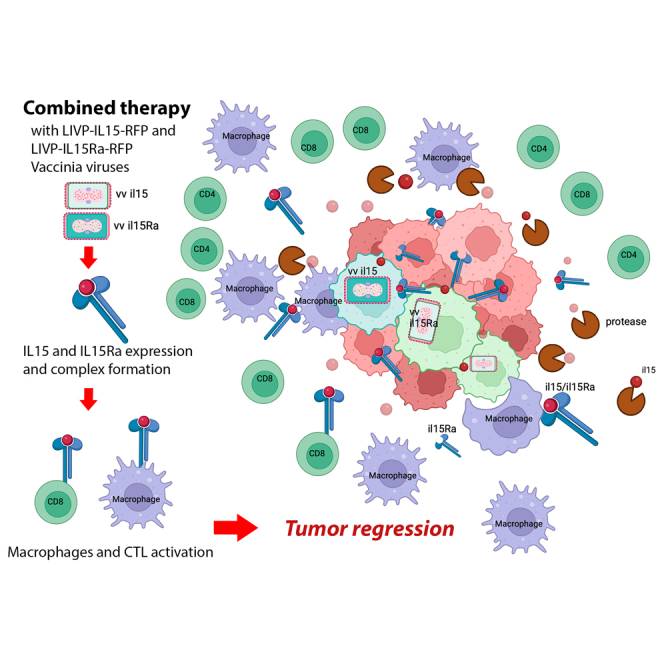 Combined therapy
with LIVP-IL15-RFP and
LIVP-IL15Ra-RFP
Vaccinia viruses
vv il15
vv il15Ra
IL15 and IL15Ra expression
and complex formation
CD8
Macrophage
Macrophages and CTL activation
Tumor regression
Macrophage
CD8
CD8
Macrophage
CD4
CD8
CD4
CD4
CD4
CD8
Macrophage
Macrophage
vv il15
vv
il15Ra
protease
il15
CD8
il15/il15Ra
Macrophage
il15Ra
CD8
Macrophage
Macrophage